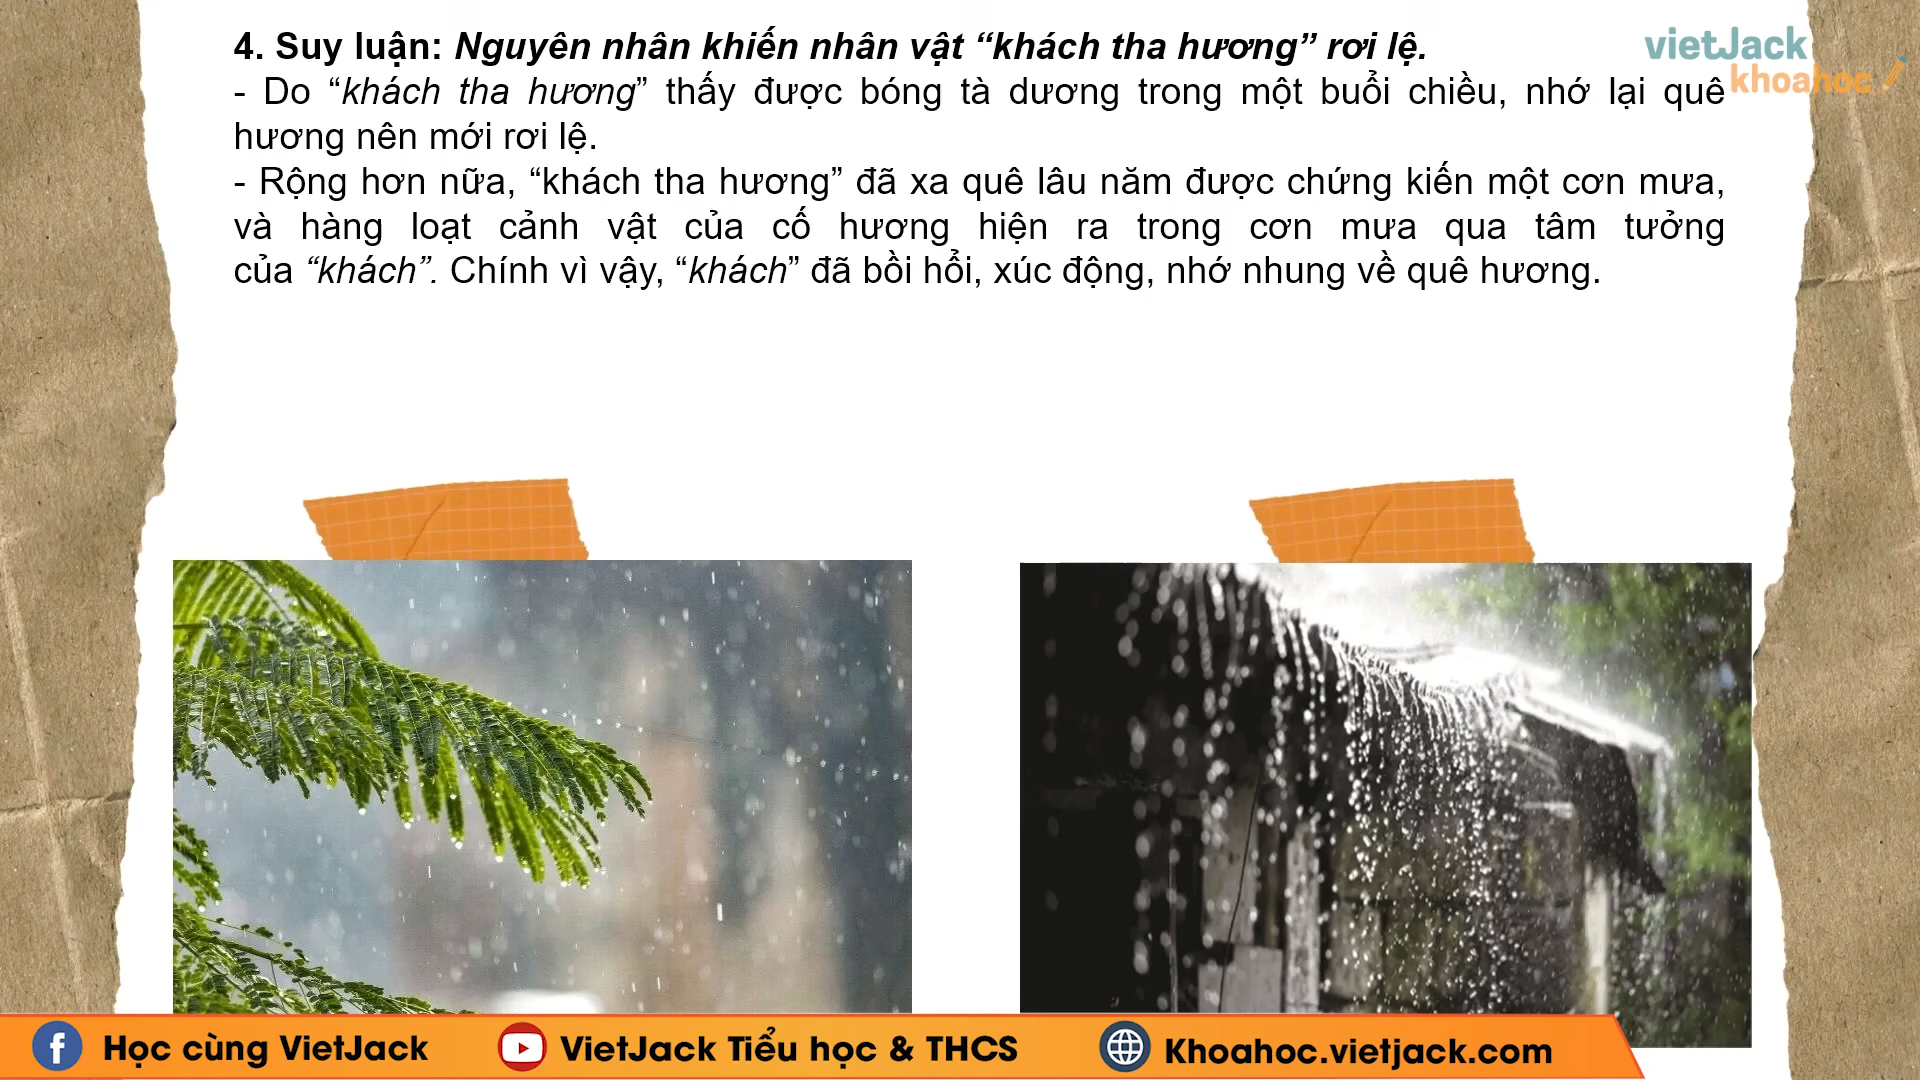 4. Suy luận: Nguyên nhân khiến nhân vật “khách tha hương” rơi lệ.
- Do “khách tha hương” thấy được bóng tà dương trong một buổi chiều, nhớ lại quê
hương nên mới rơi lệ.
- Rộng hơn nữa, “khách tha hương” đã xa quê lâu năm được chứng kiến một cơn mưa,
và hàng loạt cảnh vật của cố hương hiện ra trong cơn mưa qua tâm tưởng
của “khách”. Chính vì vậy, “khách” đã bồi hổi, xúc động, nhớ nhung về quê hương.
vietJack
khoahoc
Học cùng VietJack
VietJack Tiểu học & THCS
Khoahoc.vietjack.com